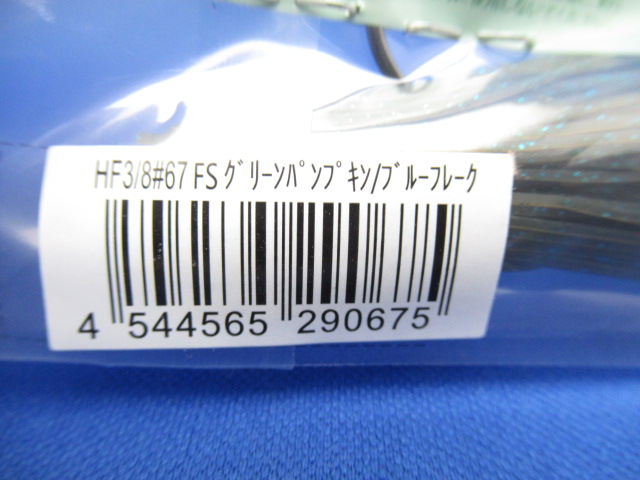 HF3/8#67 FS ｸﾞﾘｰﾝﾊﾟﾝﾌﾟｷﾝ/ﾌﾞﾙｰﾌﾚｰｸ
4 544565 290675